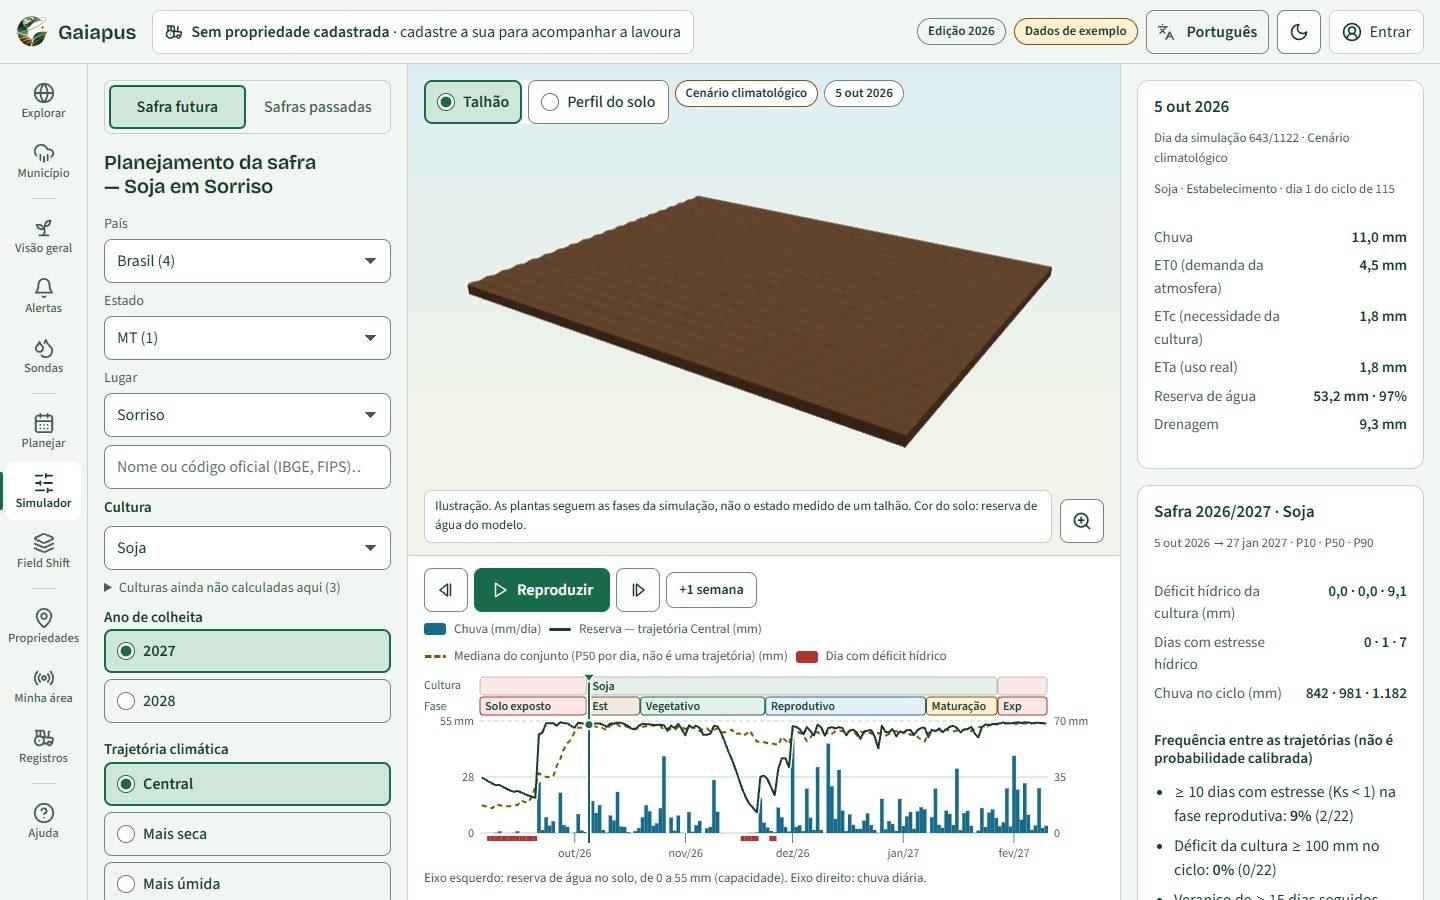 Gaiapus
Sem propriedade cadastrada · cadastre a sua para acompanhar a lavoura
Edição 2026
Dados de exemplo
Português
Entrar
Explorar
Município
Visão geral
Alertas
Sondas
Planejar
Simulador
Field Shift
Propriedades
Minha área
Registros
Ajuda
Safra futura
Safras passadas
Planejamento da safra
— Soja em Sorriso
País
Brasil (4)
Estado
MT (1)
Lugar
Sorriso
Nome ou código oficial (IBGE, FIPS)..
Cultura
Soja
Culturas ainda não calculadas aqui (3)
Ano de colheita
2027
2028
Trajetória climática
Central
Mais seca
Mais úmida
Talhão
Perfil do solo
Cenário climatológico
5 out 2026
Ilustração. As plantas seguem as fases da simulação, não o estado medido de um talhão. Cor do solo: reserva de
água do modelo.
Reproduzir
+1 semana
Chuva (mm/dia)
Reserva — trajetória Central (mm)
Mediana do conjunto (P50 por dia, não é uma trajetória) (mm)
Dia com déficit hídrico
Cultura
Soja
Fase
Solo exposto
Est
Vegetativo
Reprodutivo
Maturação
Exp
55 mm
70 mm
28
35
0
0
out/26
nov/26
dez/26
jan/27
fev/27
Eixo esquerdo: reserva de água no solo, de 0 a 55 mm (capacidade). Eixo direito: chuva diária.
5 out 2026
Dia da simulação 643/1122 · Cenário
climatológico
Soja · Estabelecimento · dia 1 do ciclo de 115
Chuva 11,0 mm
ET0 (demanda da 4,5 mm
atmosfera)
ETc (necessidade da 1,8 mm
cultura)
ETa (uso real) 1,8 mm
Reserva de água 53,2 mm · 97%
Drenagem 9,3 mm
Safra 2026/2027 · Soja
5 out 2026 → 27 jan 2027 · P10 · P50 · P90
Déficit hídrico da 0,0 · 0,0 · 9,1
cultura (mm)
Dias com estresse 0 · 1 · 7
hídrico
Chuva no ciclo (mm) 842 · 981 · 1.182
Frequência entre as trajetórias (não é
probabilidade calibrada)
• ≥ 10 dias com estresse (Ks < 1) na
fase reprodutiva: 9% (2/22)
• Déficit da cultura ≥ 100 mm no
ciclo: 0% (0/22)
• Veranico de ≥ 15 dias seguidos